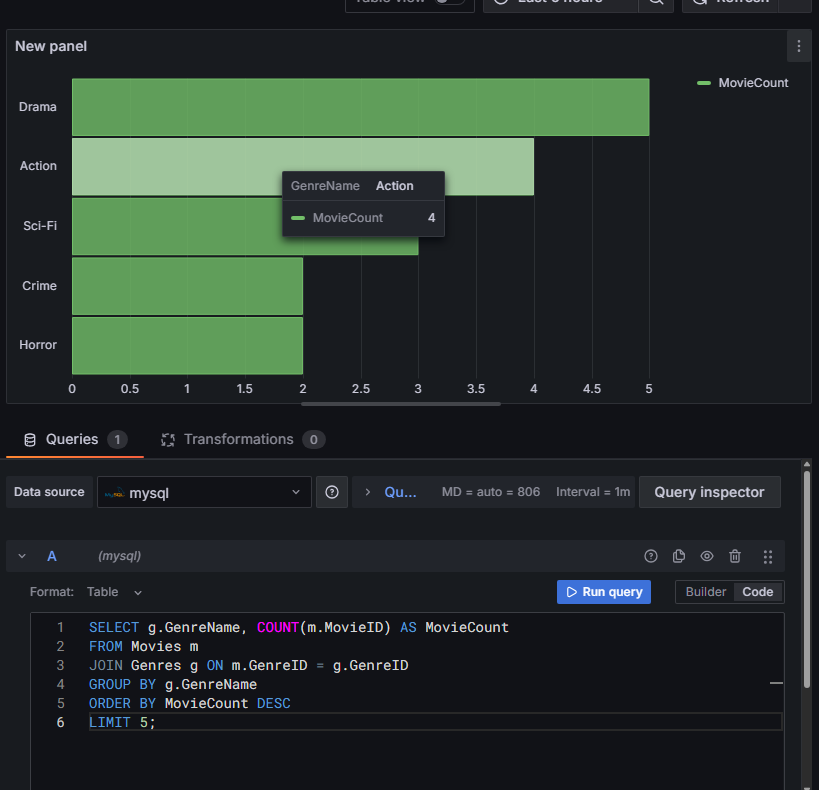 Table view Last 6 hours Refresh
New panel
MovieCount
Drama
Action
GenreName Action
MovieCount 4
Sci-Fi
Crime
Horror
0 0.5 1 1.5 2 2.5 3 3.5 4 4.5 5
Queries 1 Transformations 0
Data source mysql Qu... MD = auto = 806 Interval = 1m Query inspector
A (mysql)
Format: Table Run query Builder Code
1 SELECT g.GenreName, COUNT(m.MovieID) AS MovieCount
2 FROM Movies m
3 JOIN Genres g ON m.GenreID = g.GenreID
4 GROUP BY g.GenreName
5 ORDER BY MovieCount DESC
6 LIMIT 5;